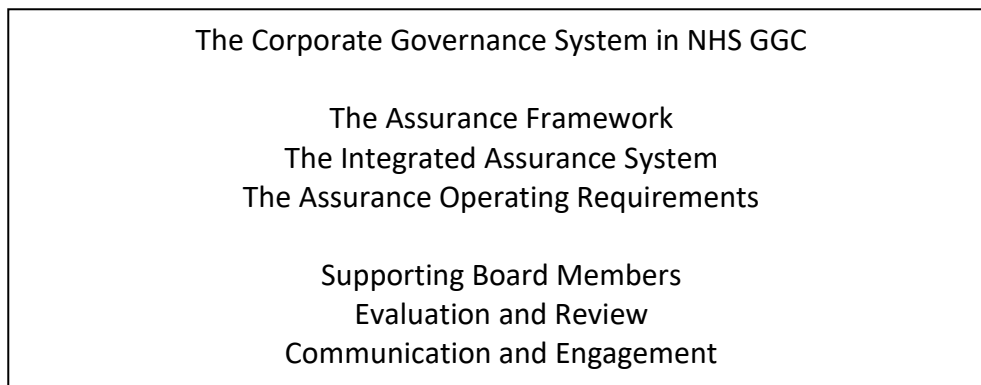 The Corporate Governance System in NHS GGC
The Assurance Framework
The Integrated Assurance System
The Assurance Operating Requirements
Supporting Board Members
Evaluation and Review
Communication and Engagement